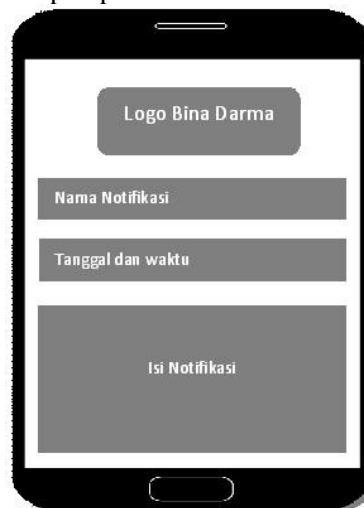 Logo Bina Darma
Nama Notifikasi
Tanggal dan waktu
Isi Notifikasi